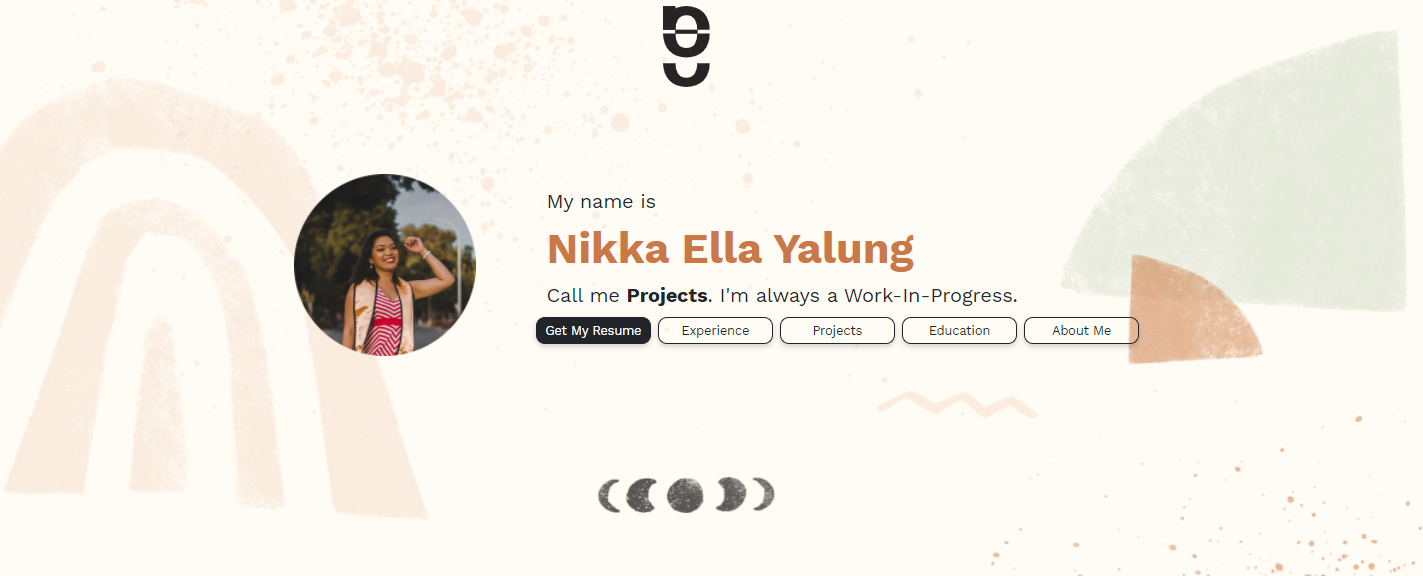 My name is
Nikka Ella Yalung
Call me Projects. I'm always a Work-In-Progress.
Get My Resume Experience Projects Education About Me